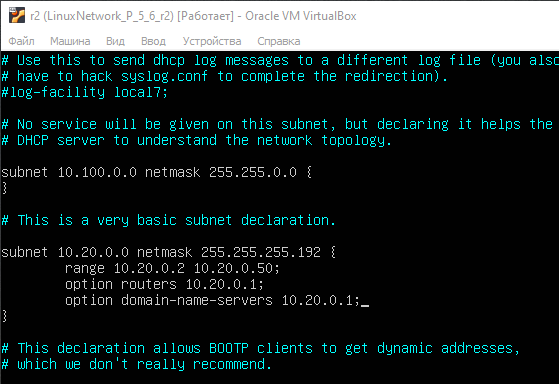 r2 (LinuxNetwork_P_5_6_r2) [Работает] - Oracle VM VirtualBox
Файл Машина Вид Ввод Устройства Справка
# Use this to send dhcp log messages to a different log file (you also
# have to hack syslog.conf to complete the redirection).
#log-facility local7;
# No service will be given on this subnet, but declaring it helps the
# DHCP server to understand the network topology.
subnet 10.100.0.0 netmask 255.255.0.0 {
}
# This is a very basic subnet declaration.
subnet 10.20.0.0 netmask 255.255.255.192 {
range 10.20.0.2 10.20.0.50;
option routers 10.20.0.1;
option domain-name-servers 10.20.0.1;_
}
# This declaration allows BOOTP clients to get dynamic addresses,
# which we don't really recommend.